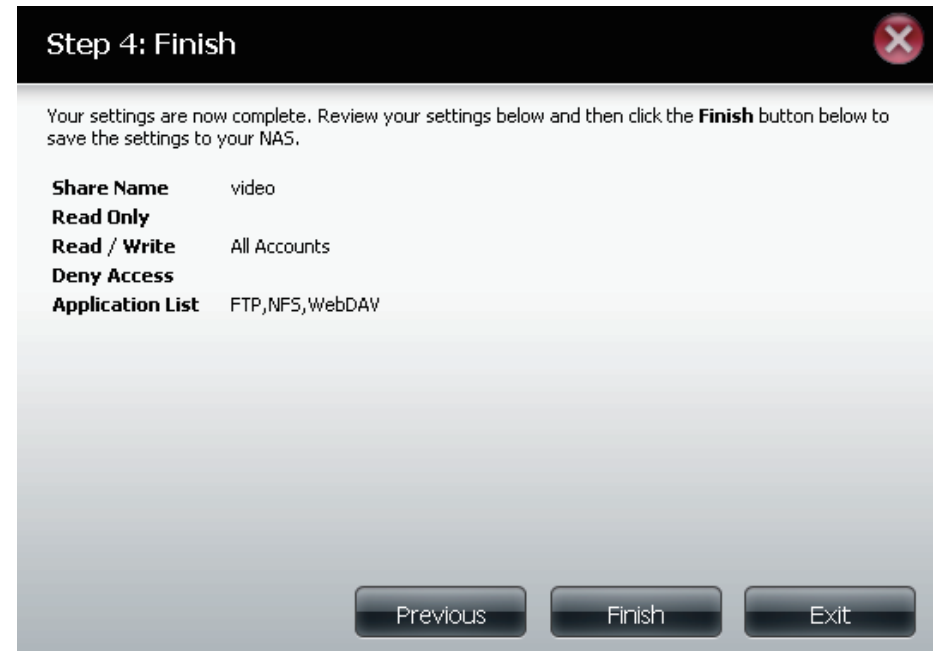 Step 4: Finish
Your settings are now complete. Review your settings below and then click the Finish button below to
save the settings to your NAS.
Share Name video
Read Only
Read / Write All Accounts
Deny Access
Application List FTP,NFS,WebDAV
Previous Finish Exit